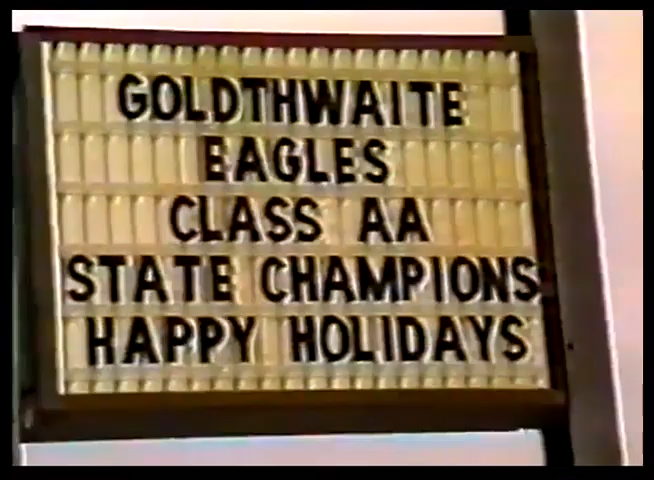 GOLDTHWAITE
EAGLES
CLASS AA
STATE CHAMPIONS
HAPPY HOLIDAYS